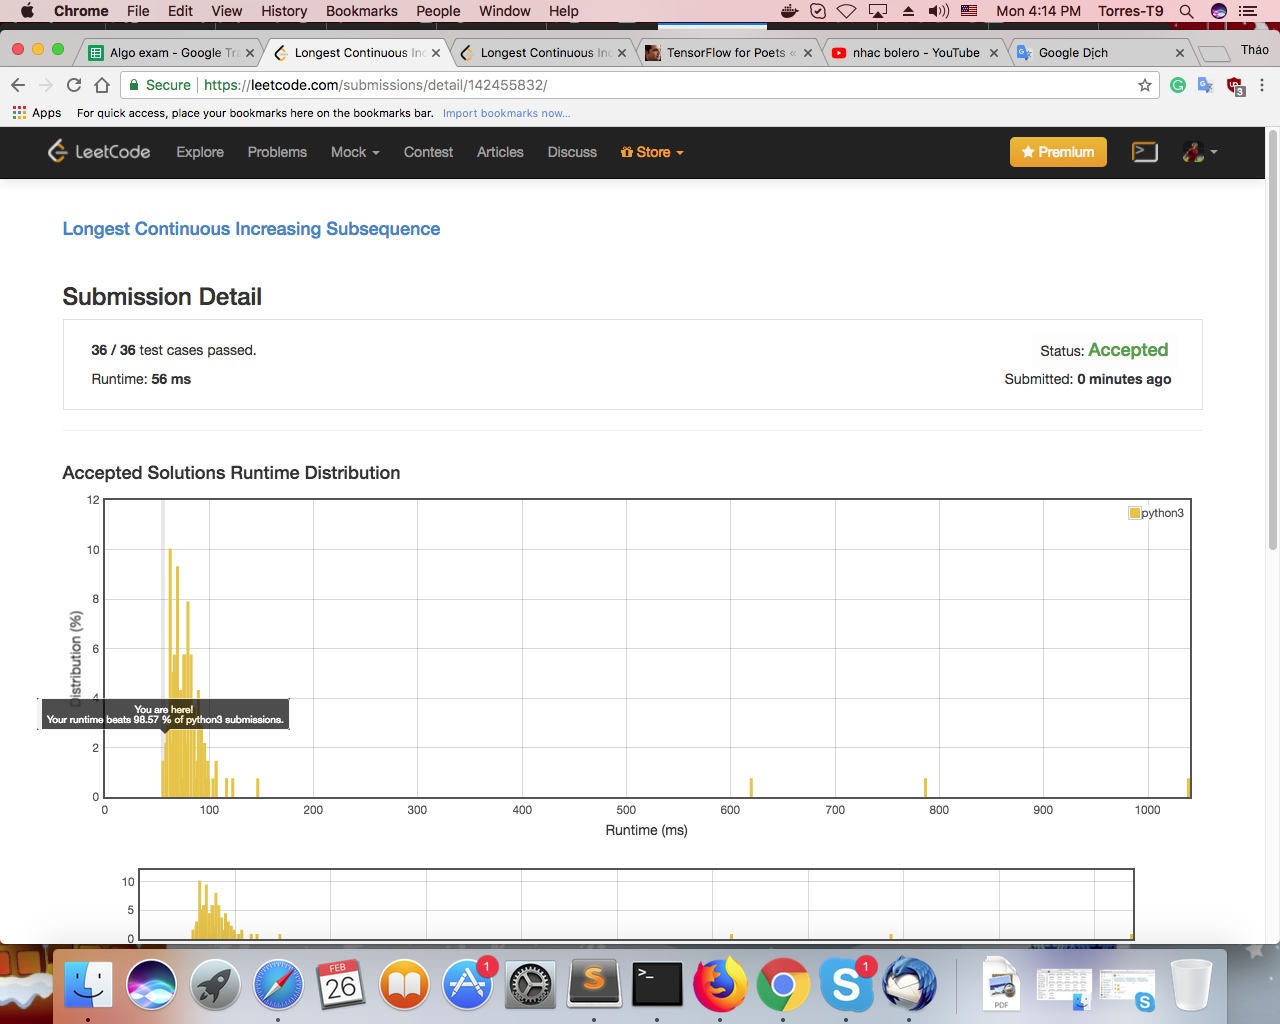 Chrome File Edit View History Bookmarks People Window Help Mon 4:14 PM Torres-T9
Algo exam - Google Tra Longest Continuous Inc Longest Continuous Inc TensorFlow for Poets « nhac bolero - YouTube Google Dịch Thảo
Secure https://leetcode.com/submissions/detail/142455832/ 3
Apps For quick access, place your bookmarks here on the bookmarks bar. Import bookmarks now...
LeetCode Explore Problems Mock Contest Articles Discuss Store Premium
Longest Continuous Increasing Subsequence
Submission Detail
36 / 36 test cases passed. Status: Accepted
Runtime: 56 ms Submitted: 0 minutes ago
Accepted Solutions Runtime Distribution
12
python3
10
8
6
Distribution (%)
4
You are here!
Your runtime beats 98.57 % of python3 submissions.
2
0
0 100 200 300 400 500 600 700 800 900 1000
Runtime (ms)
10
5
0
FEB
26
1
S
>_
S
1
PDF
S